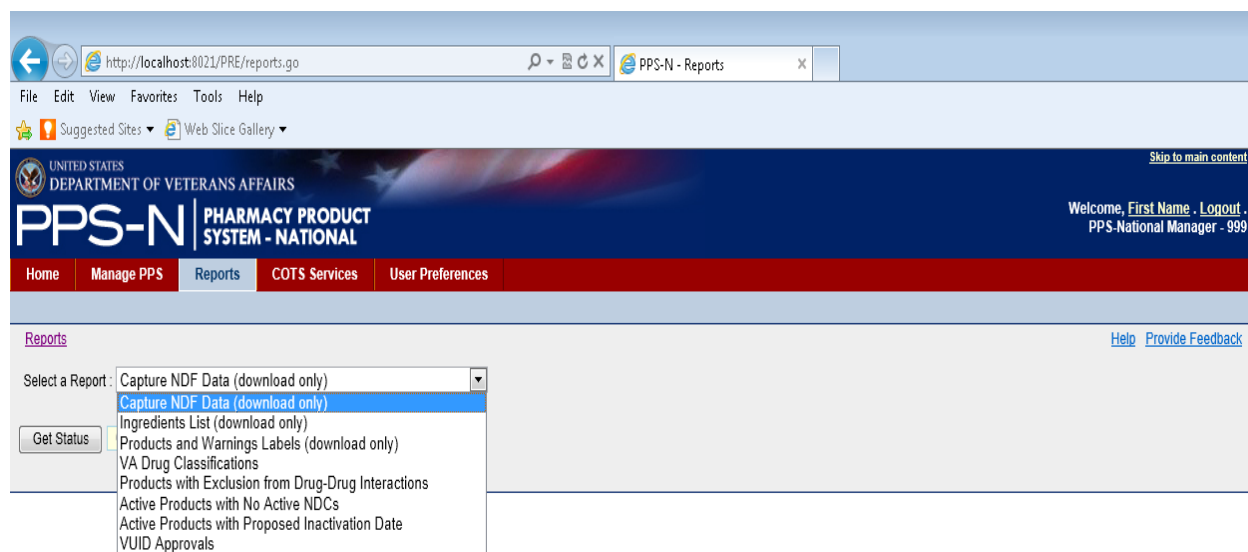 http://localhost:8021/PRE/reports.go
PPS-N - Reports
File Edit View Favorites Tools Help
Suggested Sites Web Slice Gallery
UNITED STATES
DEPARTMENT OF VETERANS AFFAIRS
PPS-N PHARMACY PRODUCT
SYSTEM - NATIONAL
Skip to main content
Welcome, First Name . Logout .
PPS-National Manager - 999
Home Manage PPS Reports COTS Services User Preferences
Reports
Help Provide Feedback
Select a Report : Capture NDF Data (download only)
Capture NDF Data (download only)
Ingredients List (download only)
Get Status
Products and Warnings Labels (download only)
VA Drug Classifications
Products with Exclusion from Drug-Drug Interactions
Active Products with No Active NDCs
Active Products with Proposed Inactivation Date
VUID Approvals